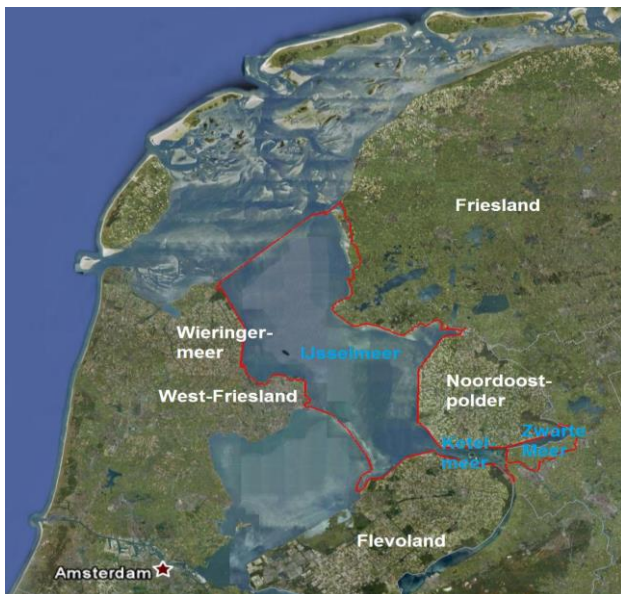 Friesland
Wieringer-
meer
IJsselmeer
West-Friesland
Noordoost-
polder
Ketel-
meer
Zwarte
Meer
Flevoland
Amsterdam